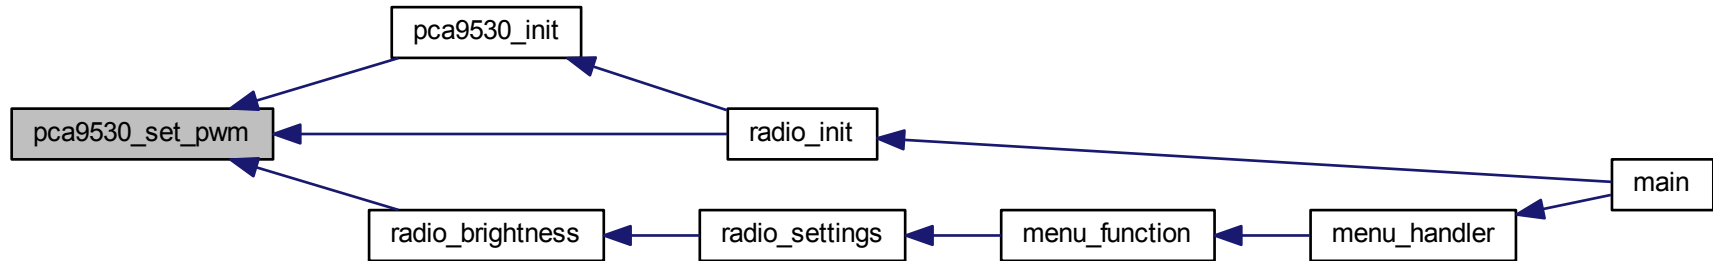 pca9530_init
pca9530_set_pwm
radio_init
main
radio_brightness
radio_settings
menu_function
menu_handler